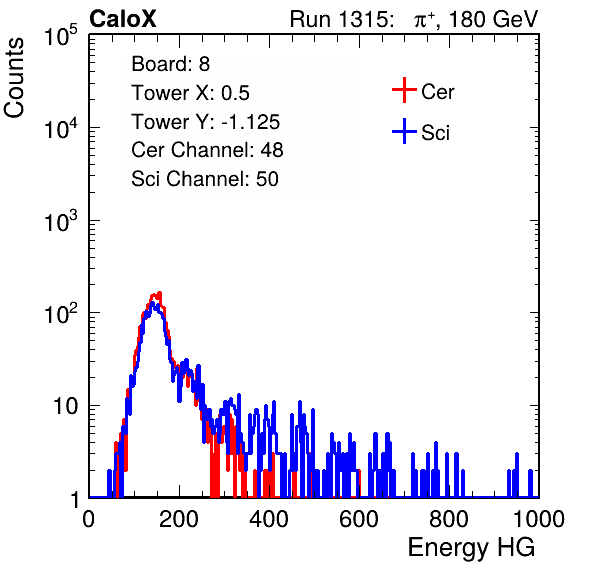 CaloX Run 1315: π⁺, 180 GeV
Counts
10⁵
10⁴
10³
10²
10
1
Board: 8
Tower X: 0.5
Tower Y: -1.125
Cer Channel: 48
Sci Channel: 50
Cer
Sci
0 200 400 600 800 1000
Energy HG